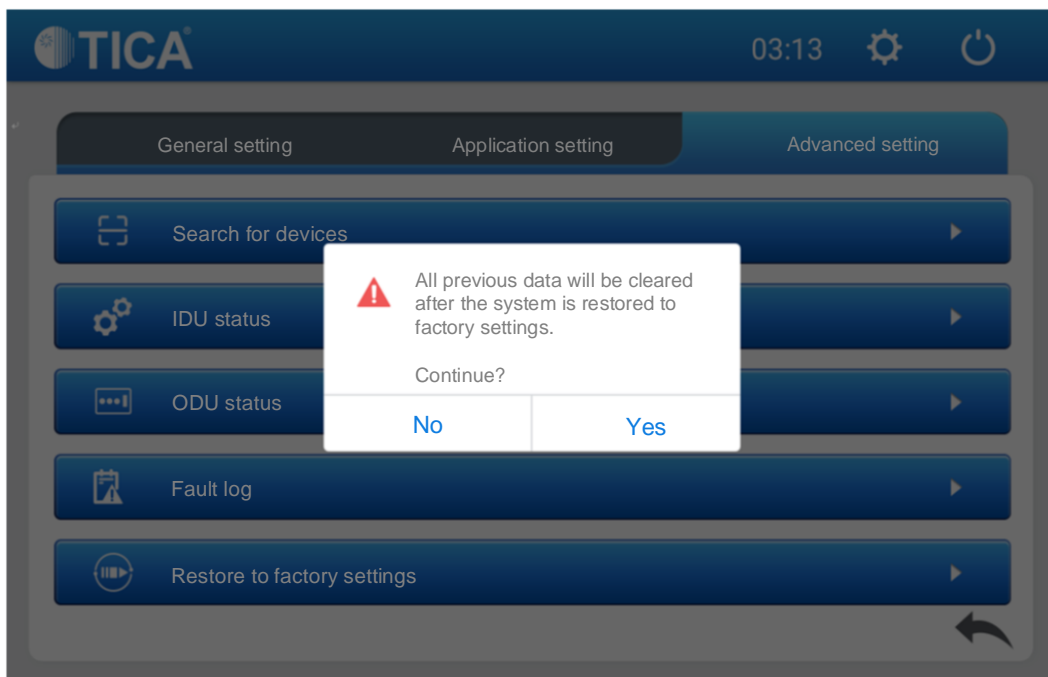 TICA
03:13
General setting
Application setting
Advanced setting
Search for devices
All previous data will be cleared
after the system is restored to
factory settings.
Continue?
No
Yes
IDU status
ODU status
Fault log
Restore to factory settings